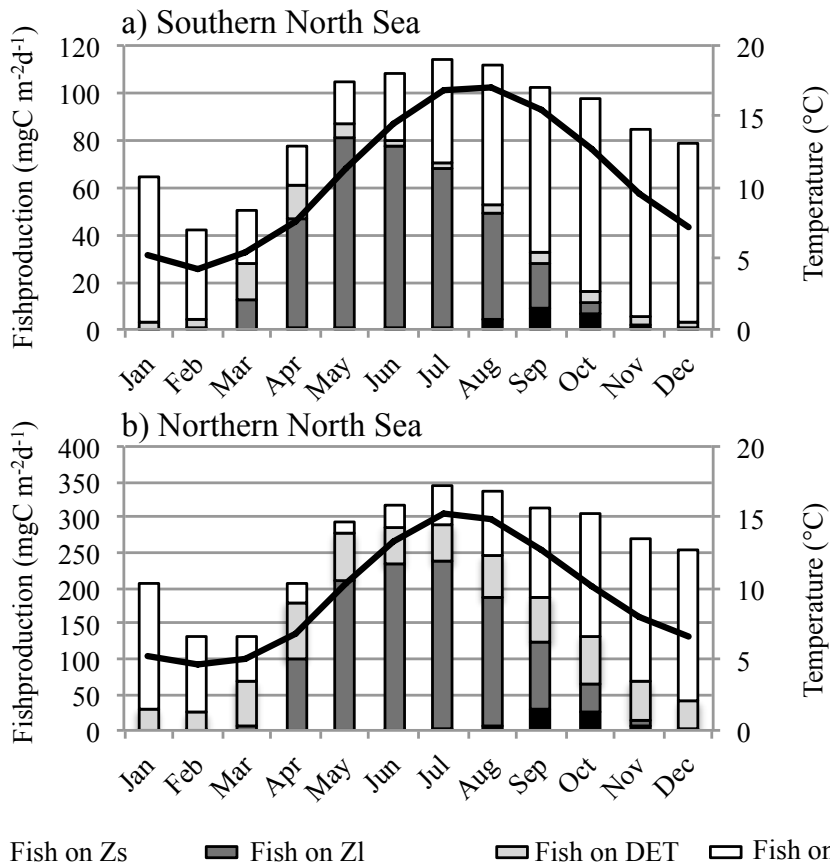 a) Southern North Sea
Fishproduction (mgC m-2d-1)
120
100
80
60
40
20
0
20
15
10
5
0
Temperature (°C)
Jan Feb Mar Apr May Jun Jul Aug Sep Oct Nov Dec
b) Northern North Sea
Fishproduction (mgC m-2d-1)
400
350
300
250
200
150
100
50
0
20
15
10
5
0
Temperature (°C)
Jan Feb Mar Apr May Jun Jul Aug Sep Oct Nov Dec
Fish on Zs Fish on Zl Fish on DET Fish on